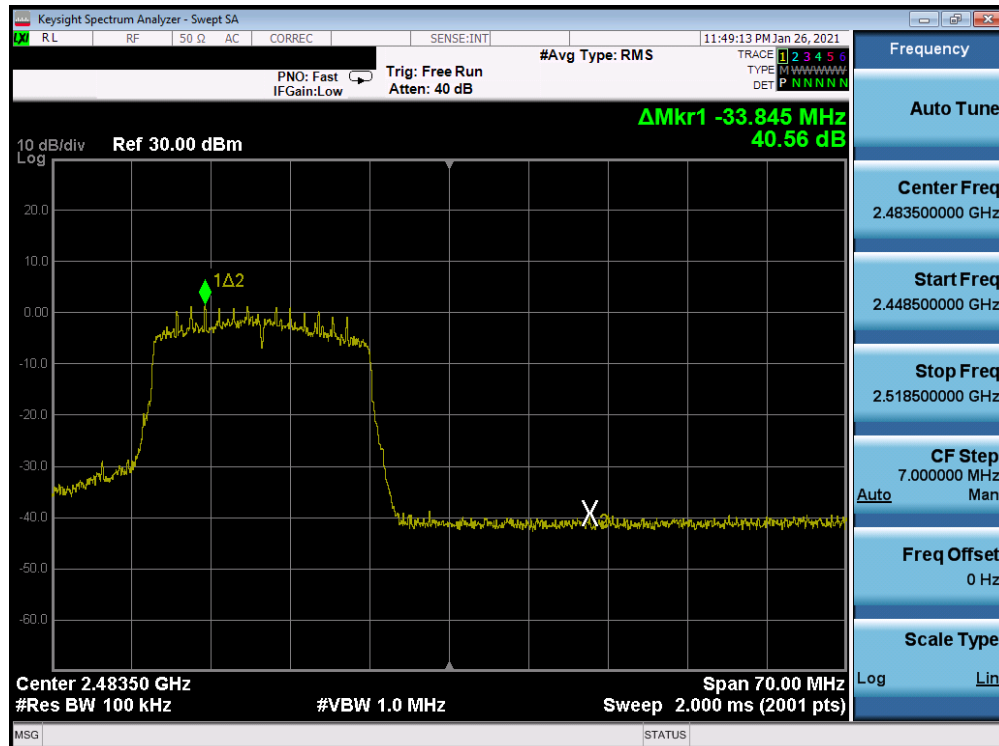 Keysight Spectrum Analyzer - Swept SA
LXI RL RF 50 Ω AC CORREC SENSE:INT 11:49:13 PM Jan 26, 2021
#Avg Type: RMS
TRACE 1 2 3 4 5 6
PNO: Fast Trig: Free Run
TYPE M W W W W W
IFGain:Low Atten: 40 dB
DET P N N N N N
ΔMkr1 -33.845 MHz
40.56 dB
10 dB/div Ref 30.00 dBm
Log
20.0
10.0
1Δ2
0.00
-10.0
-20.0
-30.0
-40.0
X2
-50.0
-60.0
Center 2.48350 GHz Span 70.00 MHz
#Res BW 100 kHz #VBW 1.0 MHz Sweep 2.000 ms (2001 pts)
MSG STATUS
Frequency
Auto Tune
Center Freq
2.483500000 GHz
Start Freq
2.448500000 GHz
Stop Freq
2.518500000 GHz
CF Step
7.000000 MHz
Auto Man
Freq Offset
0 Hz
Scale Type
Log Lin